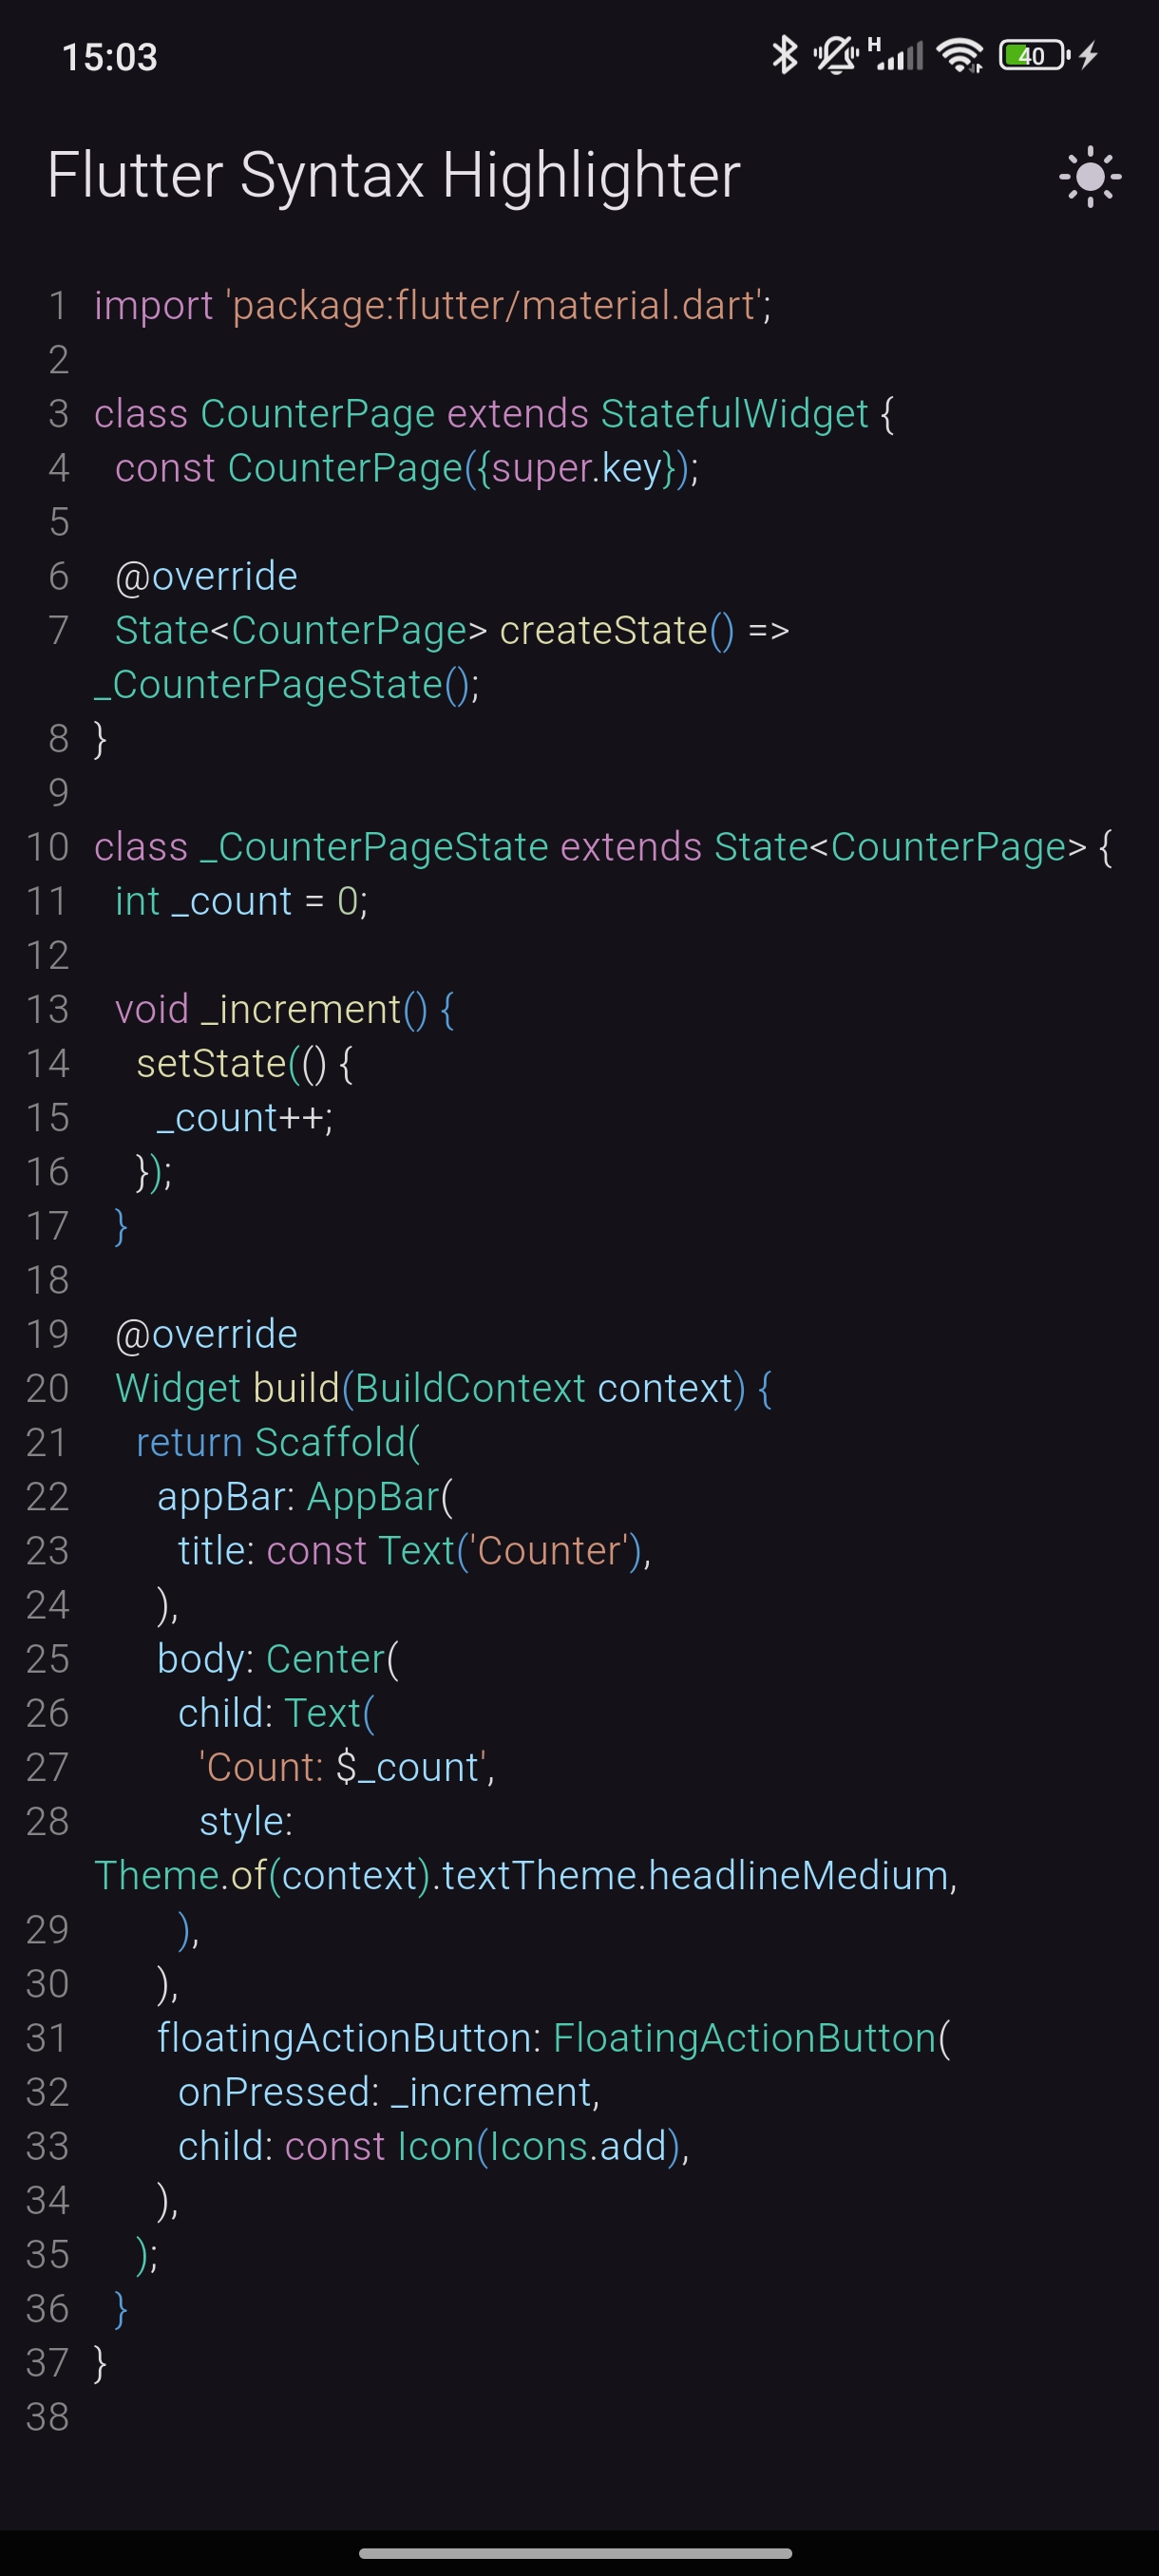 15:03
H
40
Flutter Syntax Highlighter
1 import 'package:flutter/material.dart';
2
3 class CounterPage extends StatefulWidget {
4   const CounterPage({super.key});
5
6   @override
7   State<CounterPage> createState() =>
_CounterPageState();
8 }
9
10 class _CounterPageState extends State<CounterPage> {
11   int _count = 0;
12
13   void _increment() {
14     setState(() {
15       _count++;
16     });
17   }
18
19   @override
20   Widget build(BuildContext context) {
21     return Scaffold(
22       appBar: AppBar(
23         title: const Text('Counter'),
24       ),
25       body: Center(
26         child: Text(
27           'Count: $_count',
28           style:
Theme.of(context).textTheme.headlineMedium,
29         ),
30       ),
31       floatingActionButton: FloatingActionButton(
32         onPressed: _increment,
33         child: const Icon(Icons.add),
34       ),
35     );
36   }
37 }
38